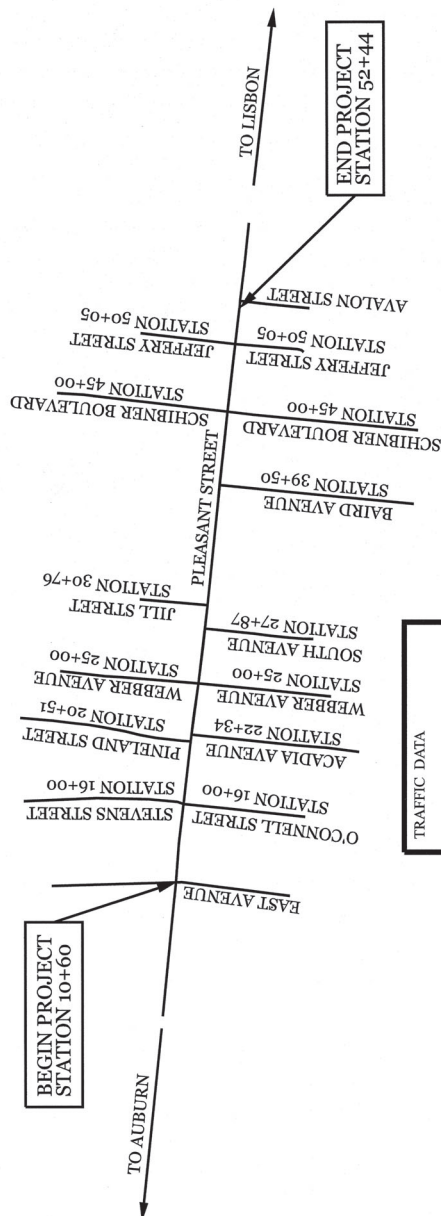 TO AUBURN
BEGIN PROJECT
STATION 10+60
EAST AVENUE
STEVENS STREET
STATION 16+00
O'CONNELL STREET
STATION 16+00
PINELAND STREET
STATION 20+51
ACADIA AVENUE
STATION 22+34
WEBBER AVENUE
STATION 25+00
WEBBER AVENUE
STATION 25+00
SOUTH AVENUE
STATION 27+87
JILL STREET
STATION 30+76
PLEASANT STREET
BAIRD AVENUE
STATION 39+50
SCHIBNER BOULEVARD
STATION 45+00
SCHIBNER BOULEVARD
STATION 45+00
JEFFERY STREET
STATION 50+05
JEFFERY STREET
STATION 50+05
AVALON STREET
END PROJECT
STATION 52+44
TO LISBON
TRAFFIC DATA